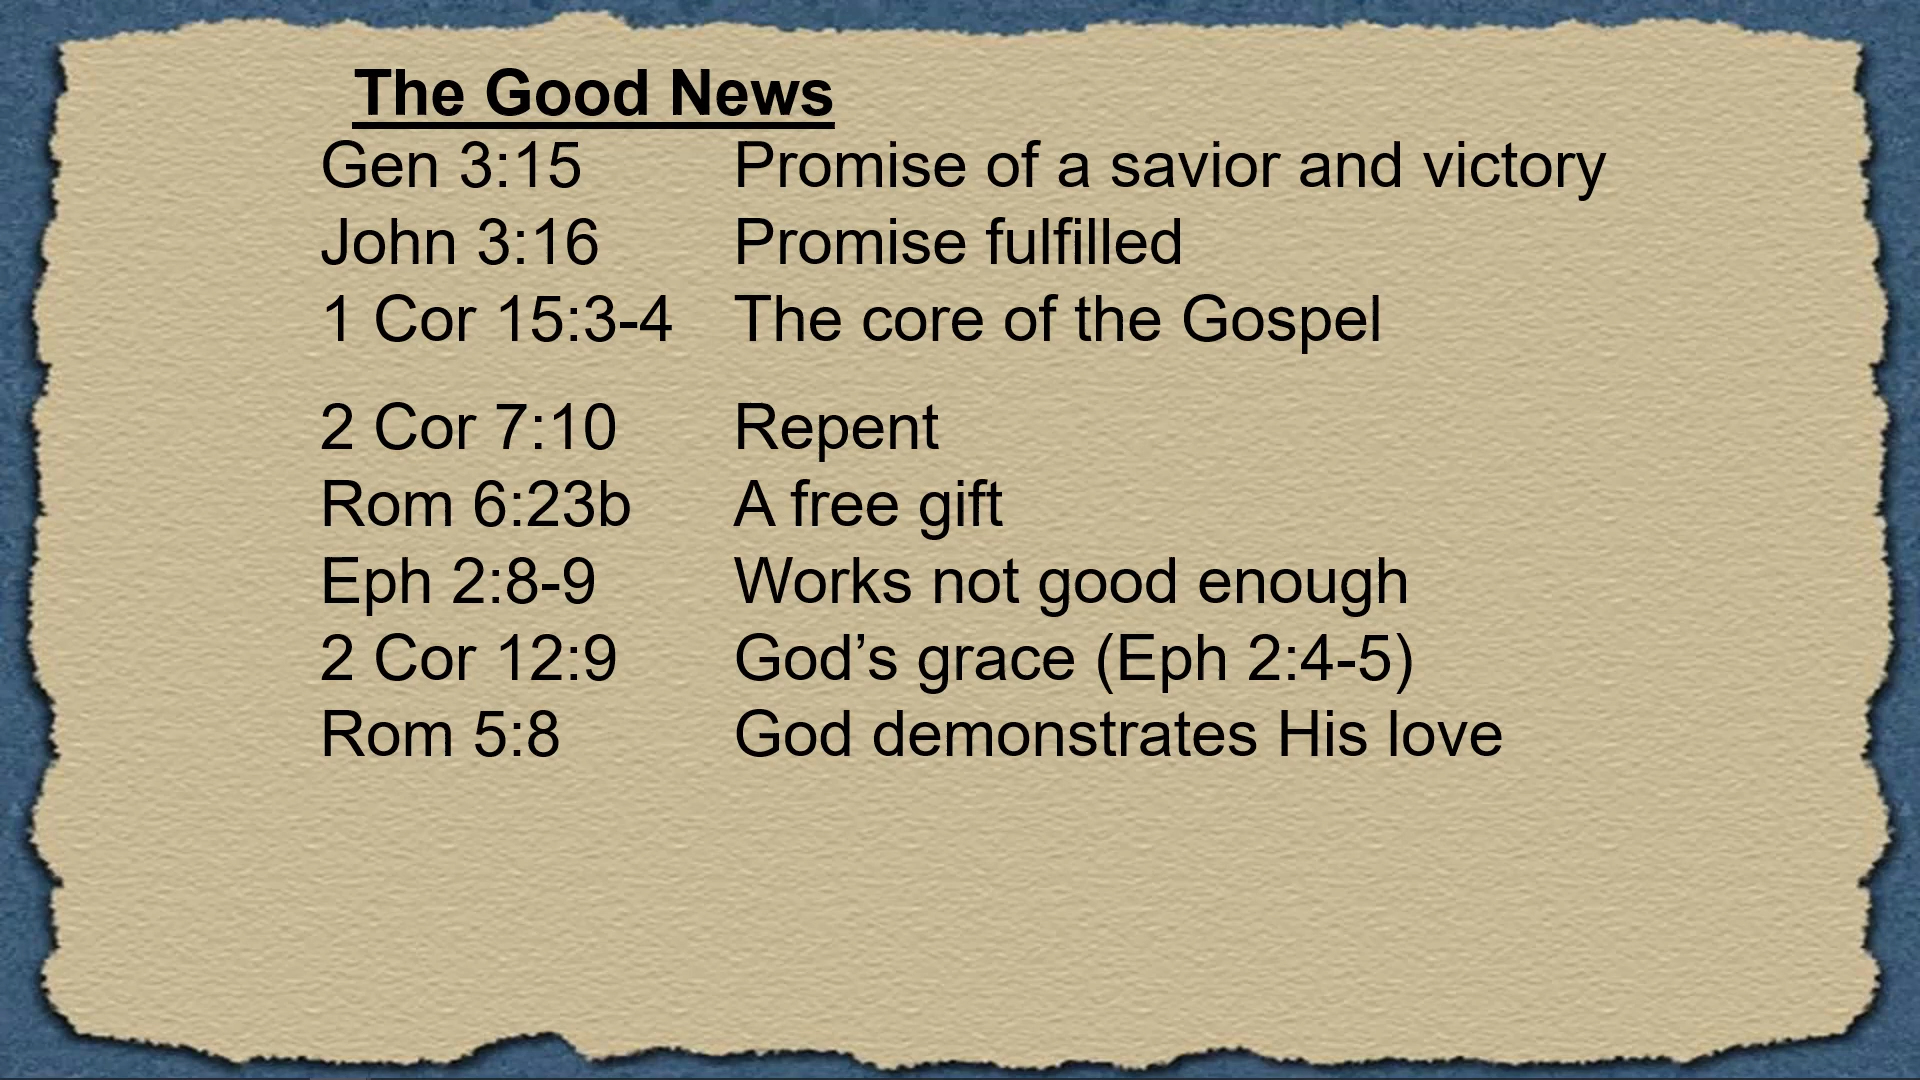 The Good News
Gen 3:15 Promise of a savior and victory
John 3:16 Promise fulfilled
1 Cor 15:3-4 The core of the Gospel
2 Cor 7:10 Repent
Rom 6:23b A free gift
Eph 2:8-9 Works not good enough
2 Cor 12:9 God’s grace (Eph 2:4-5)
Rom 5:8 God demonstrates His love